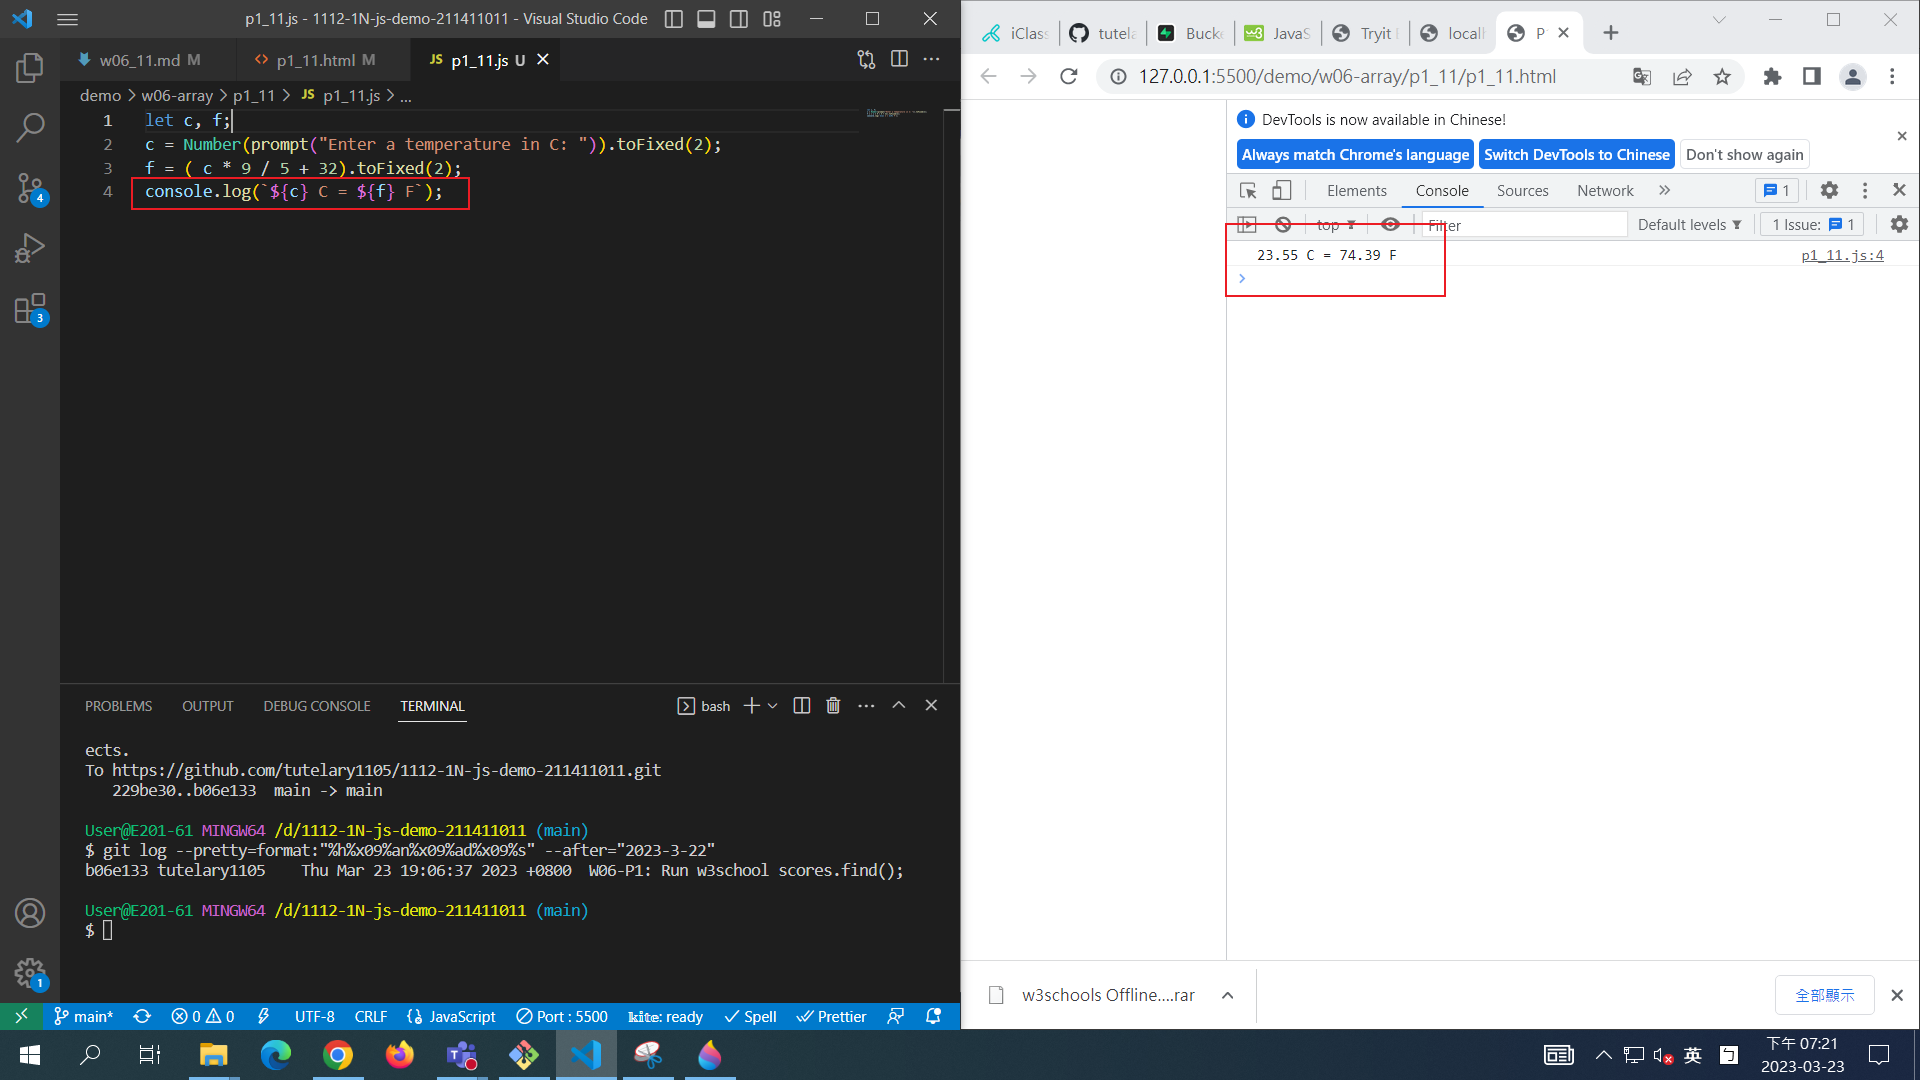 p1_11.js - 1112-1N-js-demo-211411011 - Visual Studio Code
w06_11.md M
p1_11.html M
JS p1_11.js U
demo > w06-array > p1_11 > JS p1_11.js > ...
1 let c, f;
2 c = Number(prompt("Enter a temperature in C: ")).toFixed(2);
3 f = ( c * 9 / 5 + 32).toFixed(2);
4 console.log(`${c} C = ${f} F`);
4
3
1
PROBLEMS OUTPUT DEBUG CONSOLE TERMINAL
bash
ects.
To https://github.com/tutelary1105/1112-1N-js-demo-211411011.git
229be30..b06e133 main -> main
User@E201-61 MINGW64 /d/1112-1N-js-demo-211411011 (main)
$ git log --pretty=format:"%h%x09%an%x09%ad%x09%s" --after="2023-3-22"
b06e133 tutelary1105 Thu Mar 23 19:06:37 2023 +0800 W06-P1: Run w3school scores.find();
User@E201-61 MINGW64 /d/1112-1N-js-demo-211411011 (main)
$
main* 0 0 UTF-8 CRLF JavaScript Port : 5500 kite: ready Spell Prettier
iClass tutela Bucke JavaS Tryit localh P
127.0.0.1:5500/demo/w06-array/p1_11/p1_11.html
DevTools is now available in Chinese!
Always match Chrome's language Switch DevTools to Chinese Don't show again
Elements Console Sources Network » 1
top Filter Default levels 1 Issue: 1
23.55 C = 74.39 F p1_11.js:4
>
w3schools Offline....rar
全部顯示
英 ㄅ
下午 07:21
2023-03-23